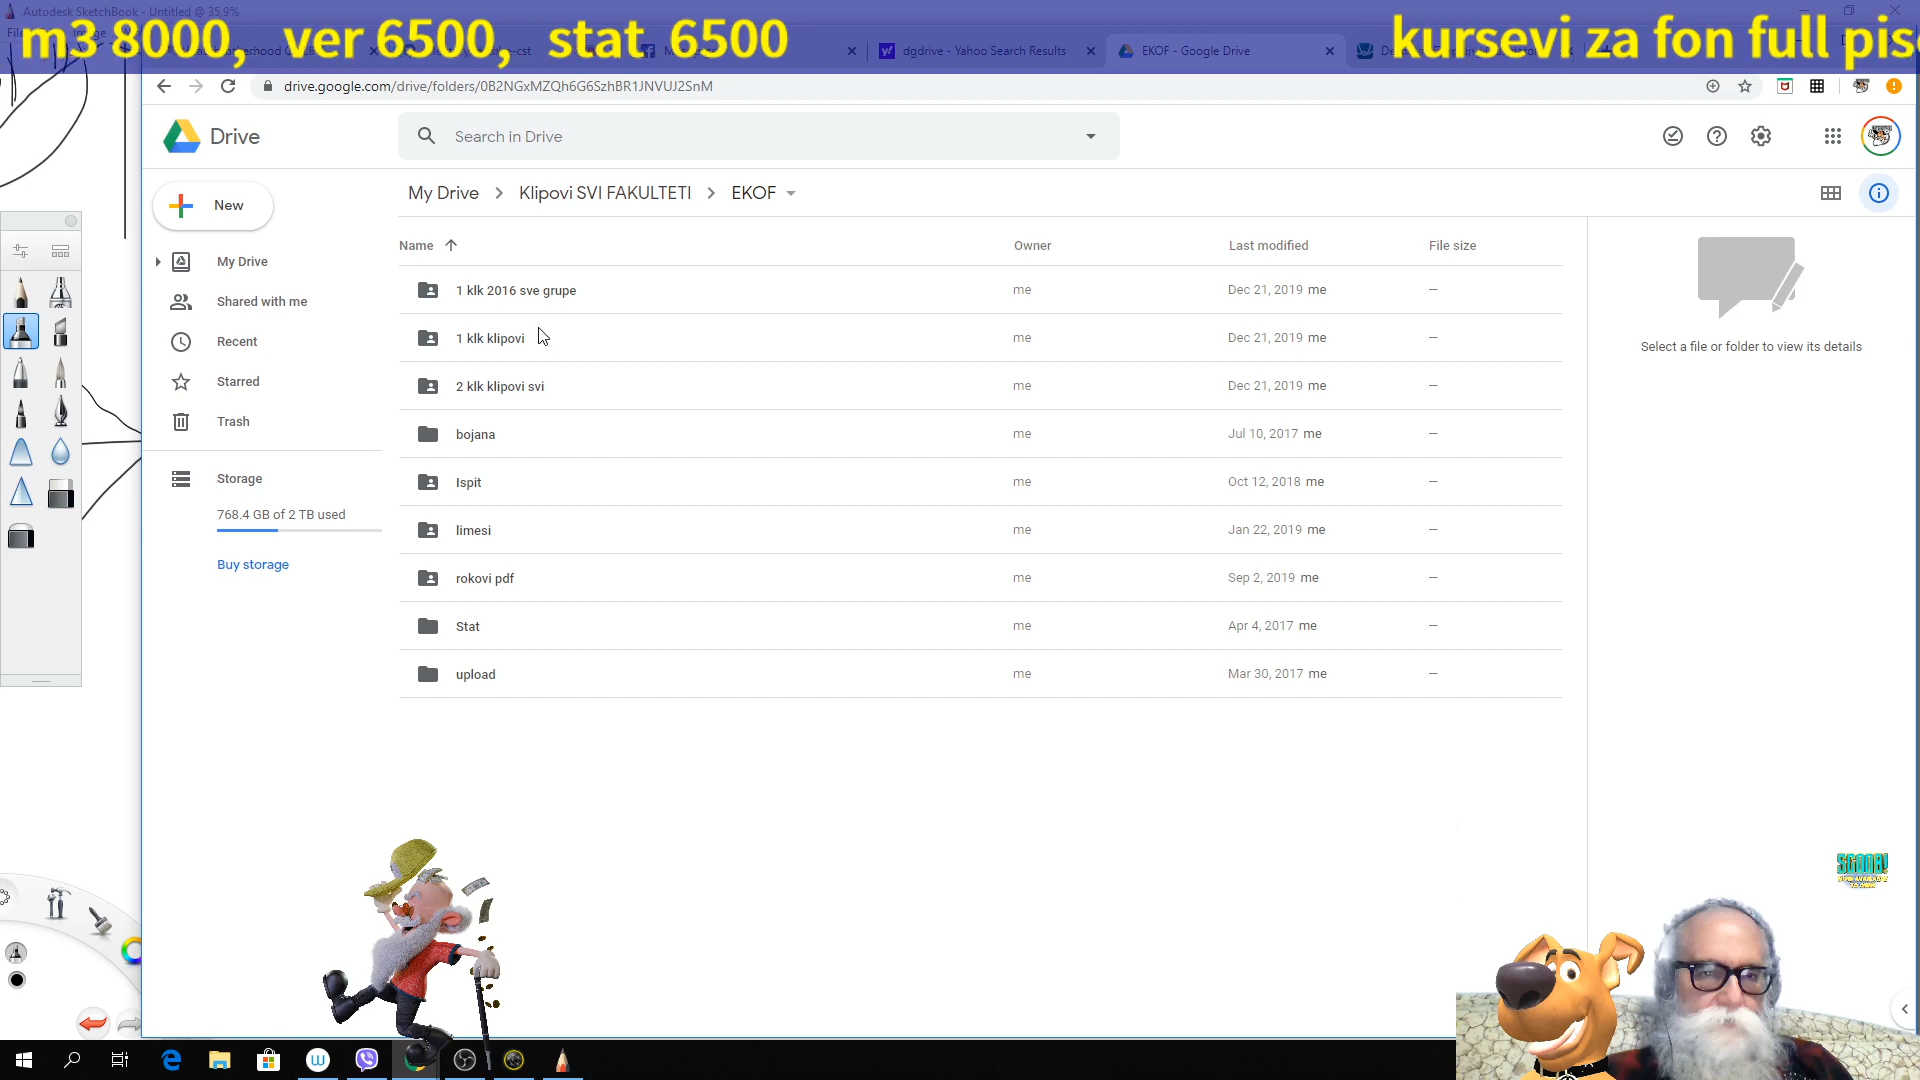 Autodesk SketchBook - Untitled @ 35,9%
m3 8000, ver 6500, stat 6500
kursevi za fon full pis
dgdrive - Yahoo Search Results
EKOF - Google Drive
drive.google.com/drive/folders/0B2NGxMZQh6G6SzhBR1JNVUJ2SnM
Drive
Search in Drive
New
My Drive
Shared with me
Recent
Starred
Trash
Storage
768.4 GB of 2 TB used
Buy storage
My Drive > Klipovi SVI FAKULTETI > EKOF
Name Owner Last modified File size
1 klk 2016 sve grupe me Dec 21, 2019 me –
1 klk klipovi me Dec 21, 2019 me –
2 klk klipovi svi me Dec 21, 2019 me –
bojana me Jul 10, 2017 me –
Ispit me Oct 12, 2018 me –
limesi me Jan 22, 2019 me –
rokovi pdf me Sep 2, 2019 me –
Stat me Apr 4, 2017 me –
upload me Mar 30, 2017 me –
Select a file or folder to view its details
SCOOB!